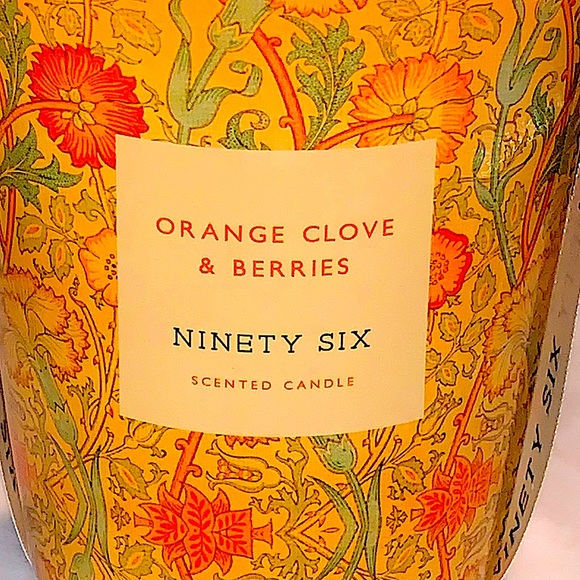 ORANGE CLOVE
& BERRIES
NINETY SIX
SCENTED CANDLE
NINETY SIX